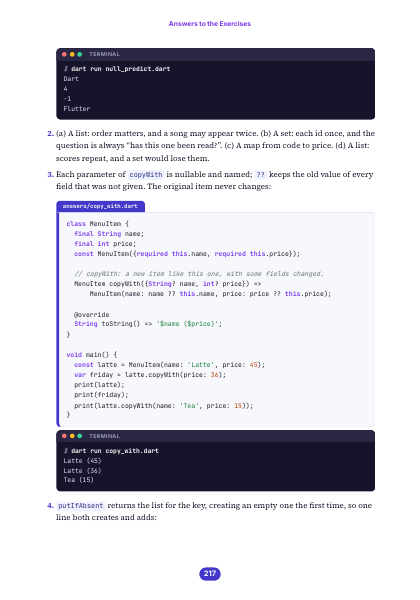 Answers to the Exercises
TERMINAL
$ dart run null_predict.dart
Dart
4
-1
Flutter
2. (a) A list: order matters, and a song may appear twice. (b) A set: each id once, and the
question is always “has this one been read?”. (c) A map from code to price. (d) A list:
scores repeat, and a set would lose them.
3. Each parameter of copyWith is nullable and named; ?? keeps the old value of every
field that was not given. The original item never changes:
answers/copy_with.dart
class MenuItem {
  final String name;
  final int price;
  const MenuItem({required this.name, required this.price});

  // copyWith: a new item like this one, with some fields changed.
  MenuItem copyWith({String? name, int? price}) =>
      MenuItem(name: name ?? this.name, price: price ?? this.price);

  @override
  String toString() => '$name ($price)';
}

void main() {
  const latte = MenuItem(name: 'Latte', price: 45);
  var friday = latte.copyWith(price: 36);
  print(latte);
  print(friday);
  print(latte.copyWith(name: 'Tea', price: 15));
}
TERMINAL
$ dart run copy_with.dart
Latte (45)
Latte (36)
Tea (15)
4. putIfAbsent returns the list for the key, creating an empty one the first time, so one
line both creates and adds:
217